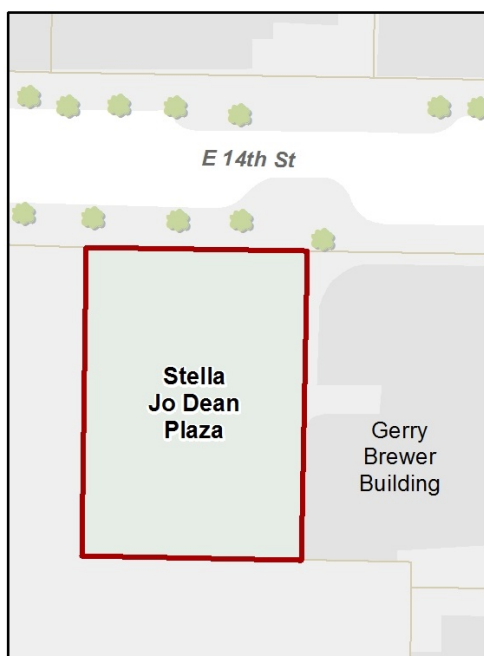 E 14th St
Stella
Jo Dean
Plaza
Gerry
Brewer
Building